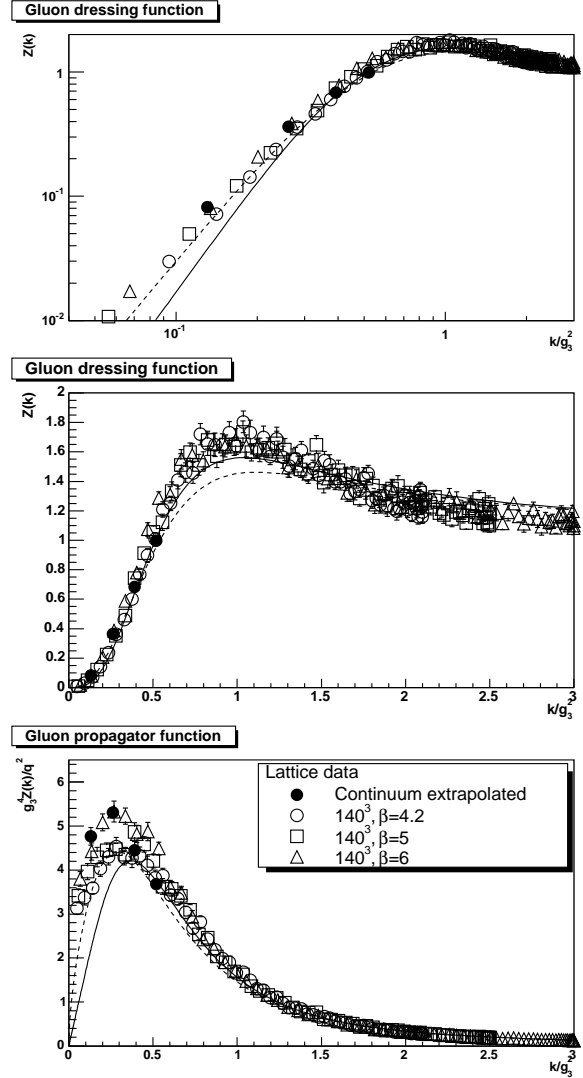 Gluon dressing function
Z(k)
1
10⁻¹
10⁻²
10⁻¹
1
k/g₃²
Gluon dressing function
Z(k)
2
1.8
1.6
1.4
1.2
1
0.8
0.6
0.4
0.2
0
0 0.5 1 1.5 2 2.5 3
k/g₃²
Gluon propagator function
g₃⁴Z(k)/q²
6
5
4
3
2
1
0
0 0.5 1 1.5 2 2.5 3
k/g₃²
Lattice data
Continuum extrapolated
140³, β=4.2
140³, β=5
140³, β=6